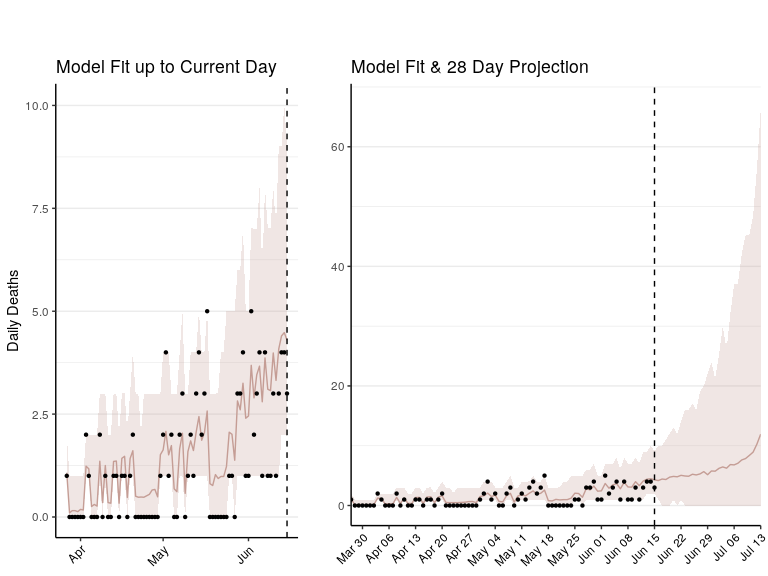 Model Fit up to Current Day
Model Fit & 28 Day Projection
Daily Deaths
10.0
7.5
5.0
2.5
0.0
Apr
May
Jun
60
40
20
0
Mar 30
Apr 06
Apr 13
Apr 20
Apr 27
May 04
May 11
May 18
May 25
Jun 01
Jun 08
Jun 15
Jun 22
Jun 29
Jul 06
Jul 13